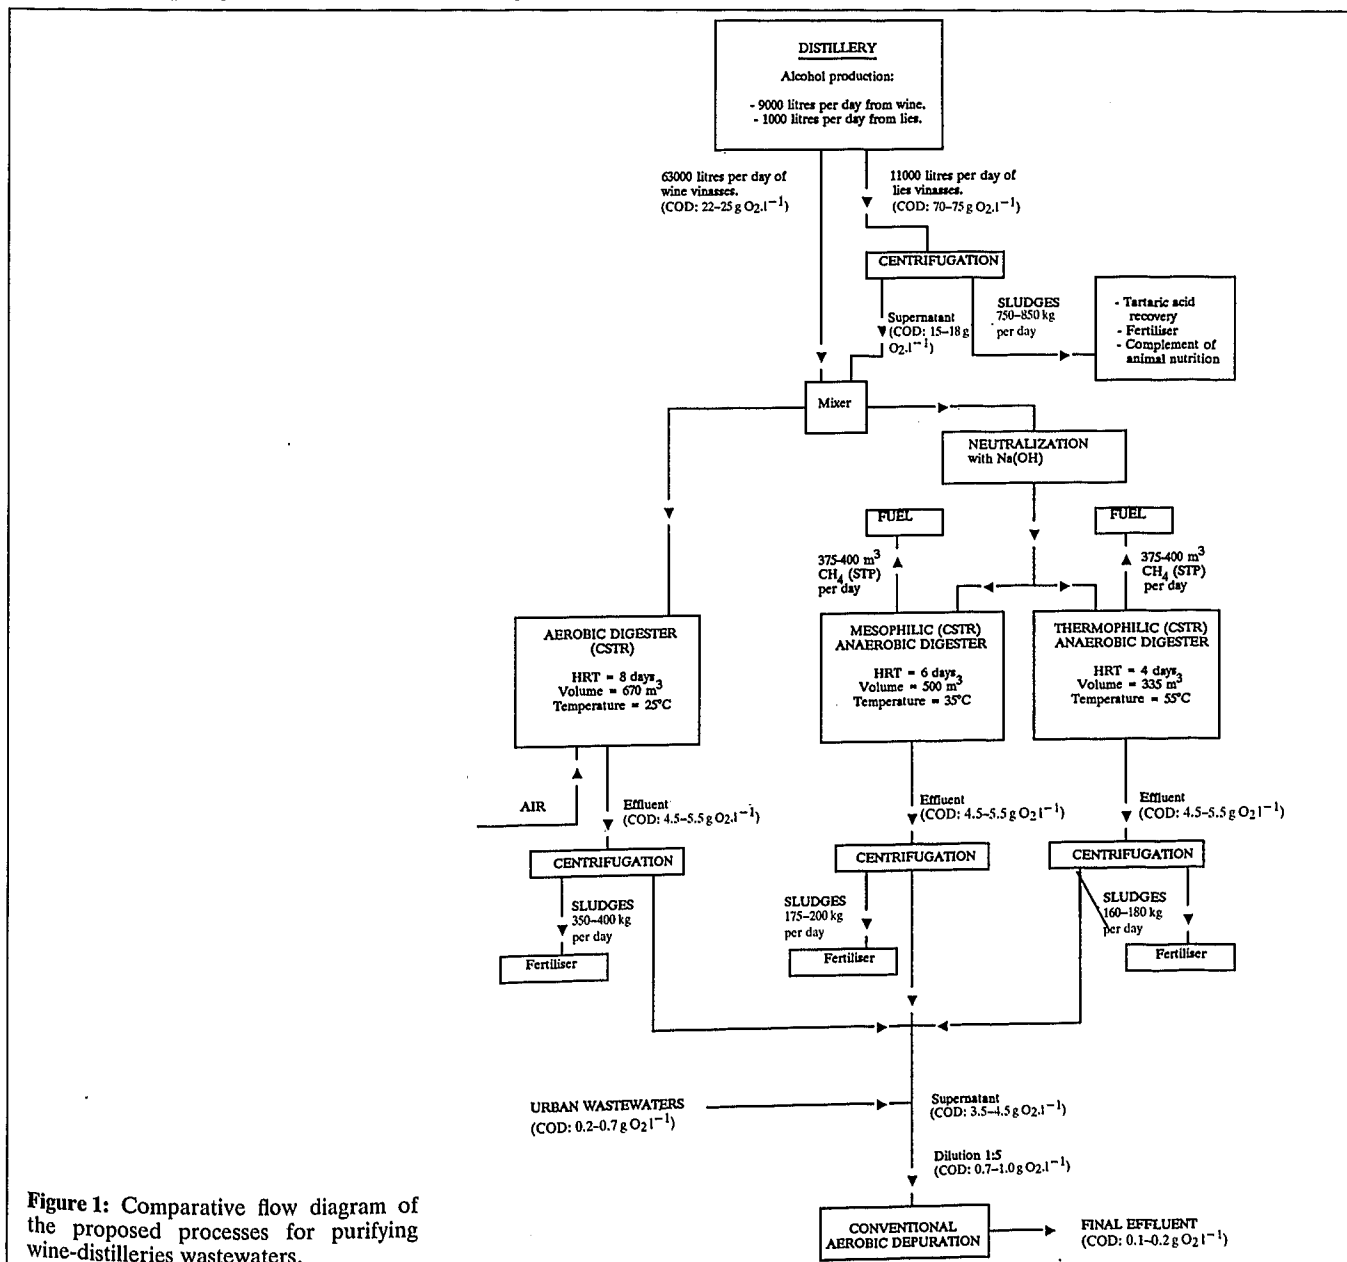 DISTILLERY
Alcohol production:
- 9000 litres per day from wine.
- 1000 litres per day from lies.
63000 litres per day of
wine vinasses.
(COD: 22–25 g O₂.l⁻¹)
11000 litres per day of
lies vinasses.
(COD: 70–75 g O₂.l⁻¹)
CENTRIFUGATION
Supernatant
(COD: 15–18 g
O₂.l⁻¹)
SLUDGES
750–850 kg
per day
- Tartaric acid
recovery
- Fertiliser
- Complement of
animal nutrition
Mixer
NEUTRALIZATION
with Na(OH)
FUEL
FUEL
375-400 m³
CH₄ (STP)
per day
375-400 m³
CH₄ (STP)
per day
AEROBIC DIGESTER
(CSTR)
HRT = 8 days
Volume = 670 m³
Temperature = 25°C
MESOPHILIC (CSTR)
ANAEROBIC DIGESTER
HRT = 6 days
Volume = 500 m³
Temperature = 35°C
THERMOPHILIC (CSTR)
ANAEROBIC DIGESTER
HRT = 4 days
Volume = 335 m³
Temperature = 55°C
AIR
Effluent
(COD: 4.5–5.5 g O₂.l⁻¹)
Effluent
(COD: 4.5–5.5 g O₂ l⁻¹)
Effluent
(COD: 4.5–5.5 g O₂ l⁻¹)
CENTRIFUGATION
CENTRIFUGATION
CENTRIFUGATION
SLUDGES
350–400 kg
per day
SLUDGES
175–200 kg
per day
SLUDGES
160–180 kg
per day
Fertiliser
Fertiliser
Fertiliser
URBAN WASTEWATERS
(COD: 0.2–0.7 g O₂ l⁻¹)
Supernatant
(COD: 3.5–4.5 g O₂.l⁻¹)
Dilution 1:5
(COD: 0.7–1.0 g O₂.l⁻¹)
CONVENTIONAL
AEROBIC DEPURATION
FINAL EFFLUENT
(COD: 0.1–0.2 g O₂ l⁻¹)
Figure 1: Comparative flow diagram of
the proposed processes for purifying
wine-distilleries wastewaters.